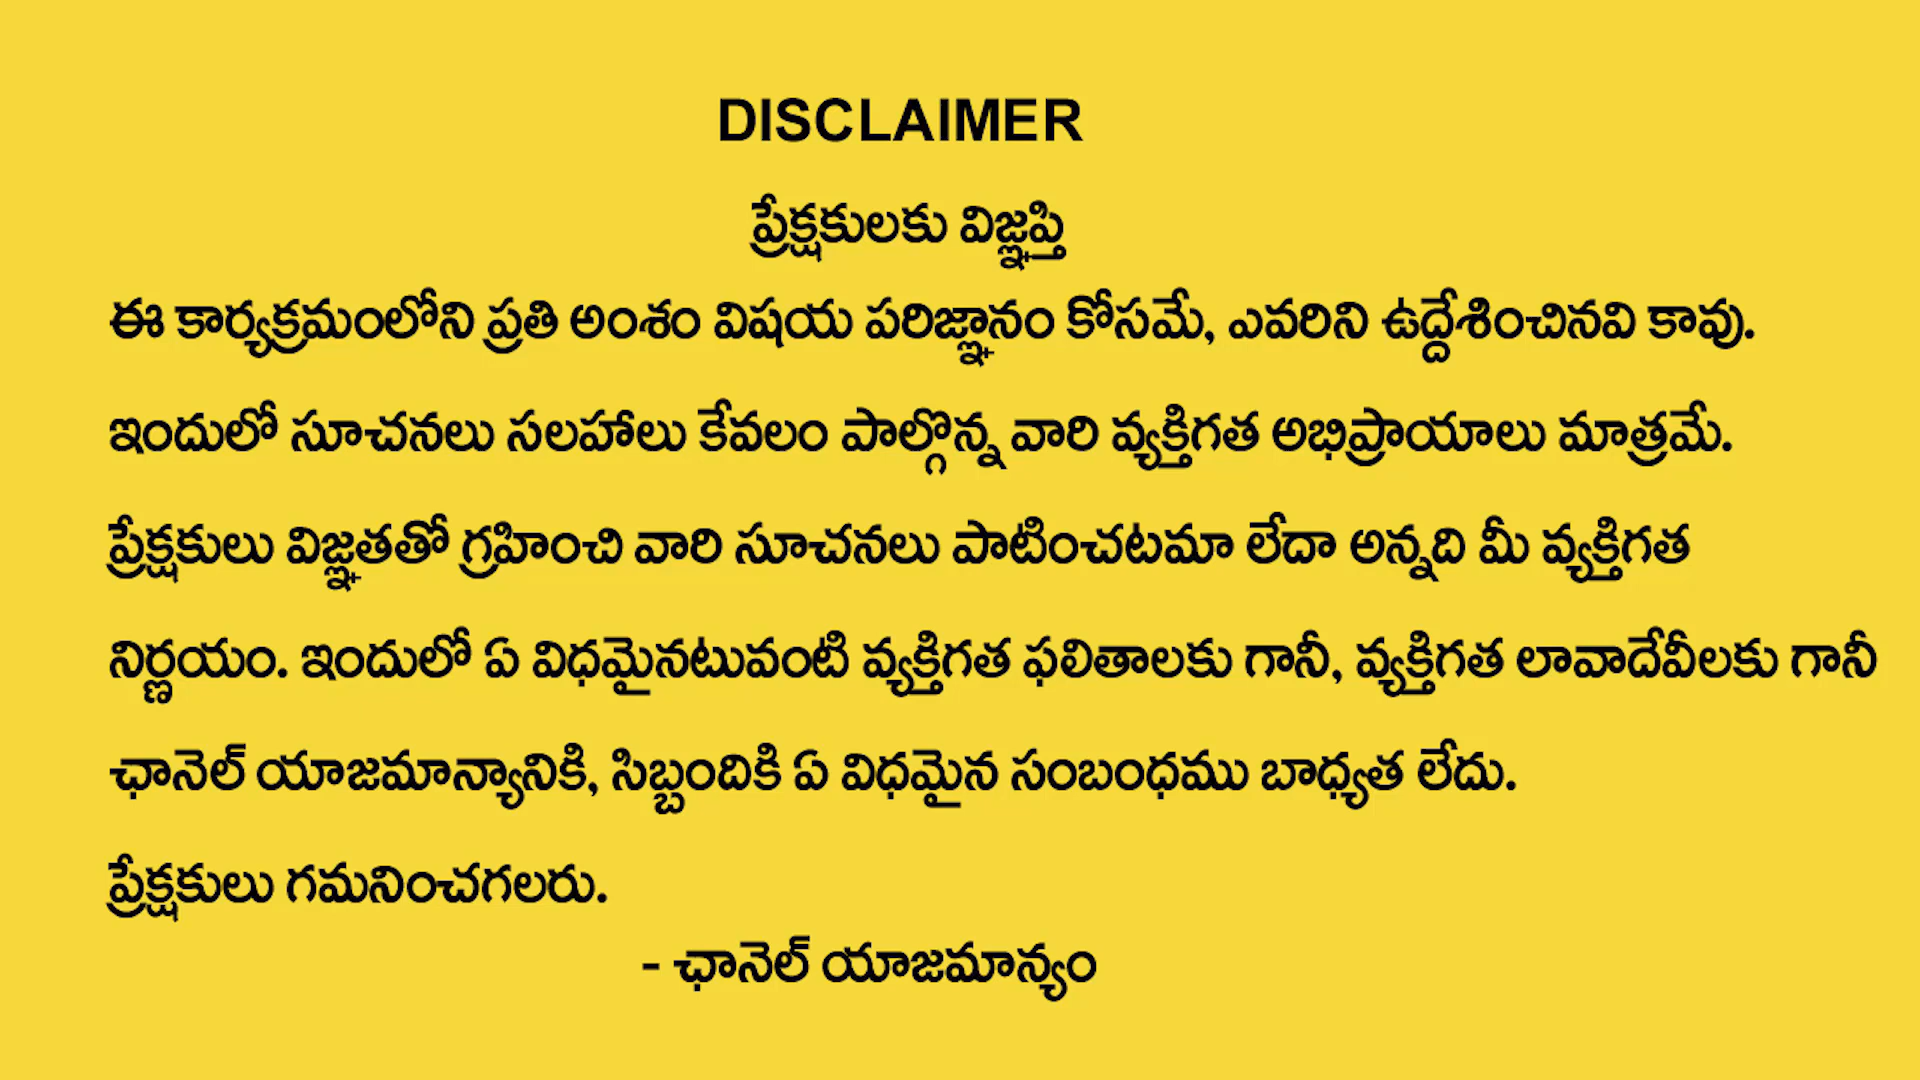 DISCLAIMER
ప్రేక్షకులకు విజ్ఞప్తి
ఈ కార్యక్రమంలోని ప్రతి అంశం విషయ పరిజ్ఞానం కోసమే, ఎవరిని ఉద్దేశించినవి కావు.
ఇందులో సూచనలు సలహాలు కేవలం పాల్గొన్న వారి వ్యక్తిగత అభిప్రాయాలు మాత్రమే.
ప్రేక్షకులు విజ్ఞతతో గ్రహించి వారి సూచనలు పాటించటమా లేదా అన్నది మీ వ్యక్తిగత
నిర్ణయం. ఇందులో ఏ విధమైనటువంటి వ్యక్తిగత ఫలితాలకు గానీ, వ్యక్తిగత లావాదేవీలకు గానీ
ఛానెల్ యాజమాన్యానికి, సిబ్బందికి ఏ విధమైన సంబంధము బాధ్యత లేదు.
ప్రేక్షకులు గమనించగలరు.
- ఛానెల్ యాజమాన్యం